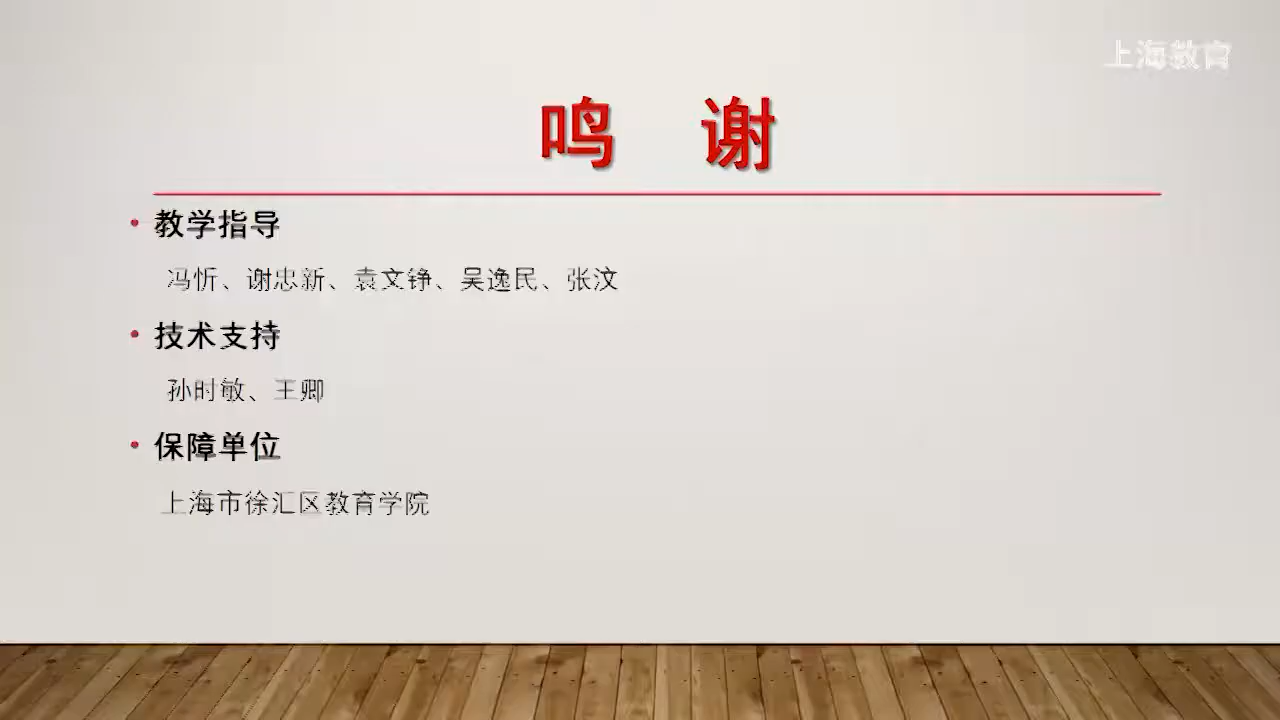 上海教育
鸣 谢
• 教学指导
冯忻、谢忠新、袁文铮、吴逸民、张汶
• 技术支持
孙时敏、王卿
• 保障单位
上海市徐汇区教育学院